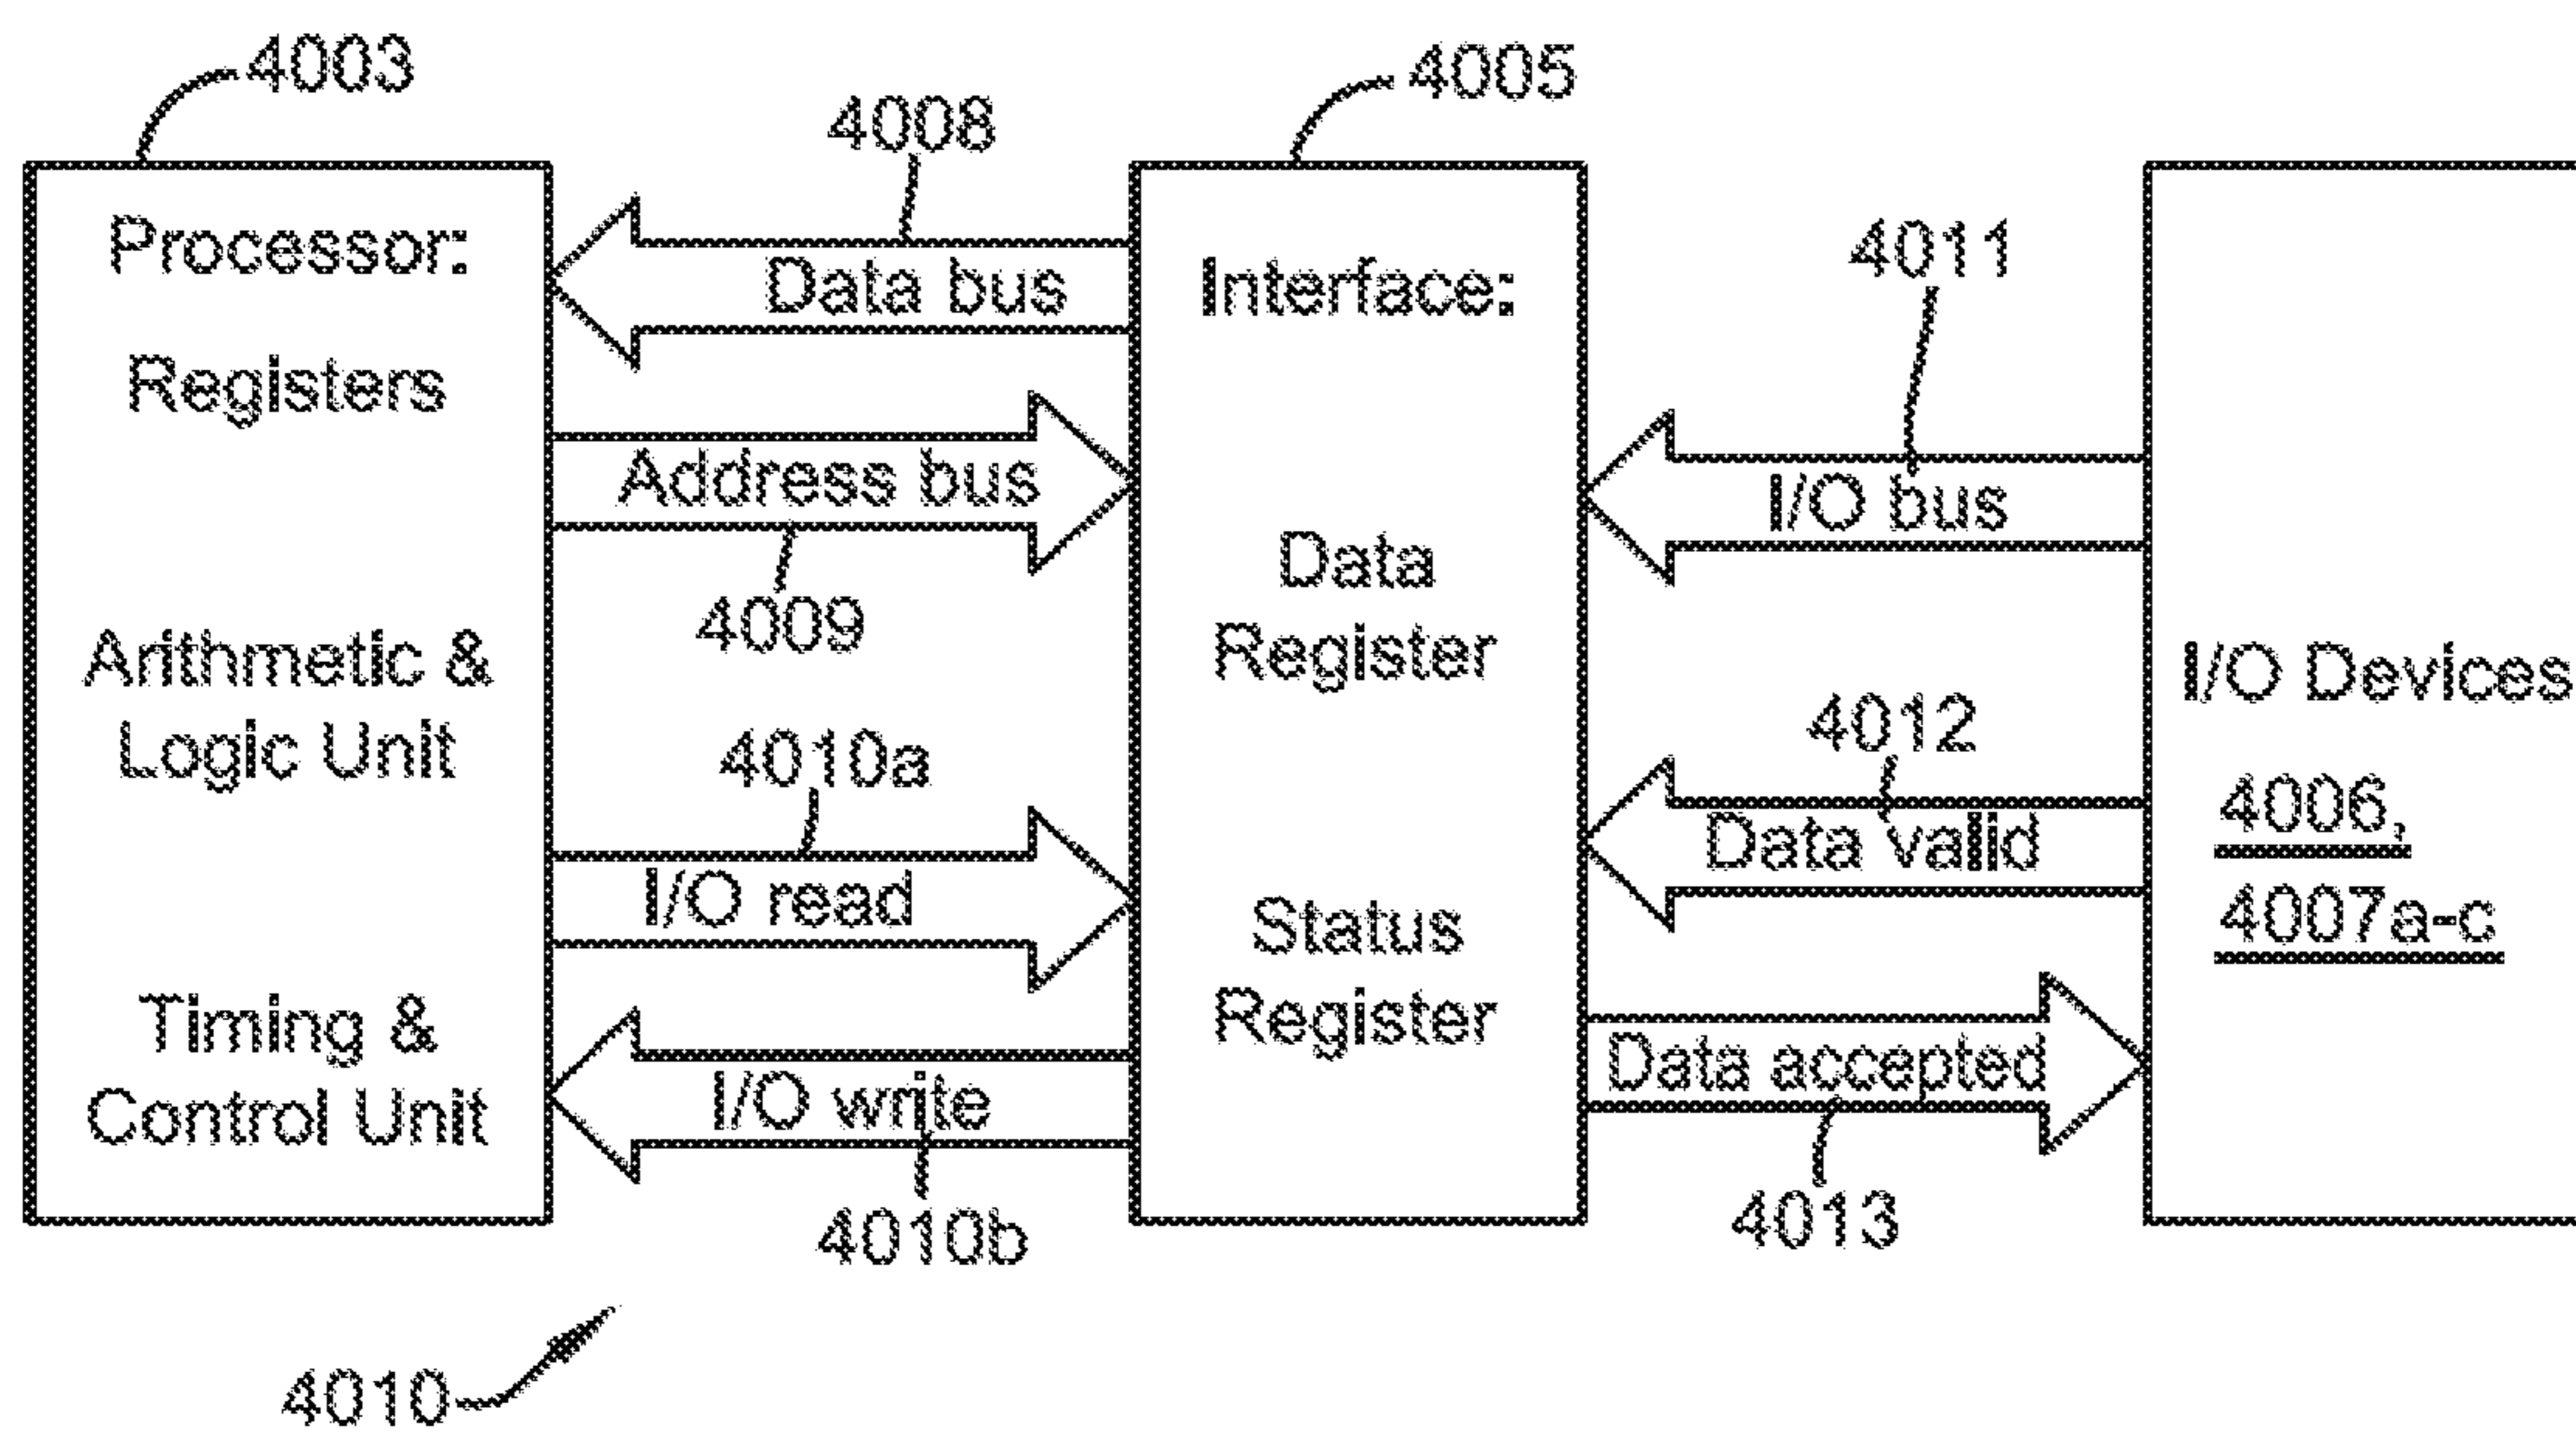 4003
4008
4005
Processor:
Registers
Arithmetic &
Logic Unit
Timing &
Control Unit
Data bus
Address bus
4009
4010a
I/O read
I/O write
4010b
Interface:
Data
Register
Status
Register
4011
I/O bus
4012
Data valid
Data accepted
4013
I/O Devices
4006,
4007a-c
4010